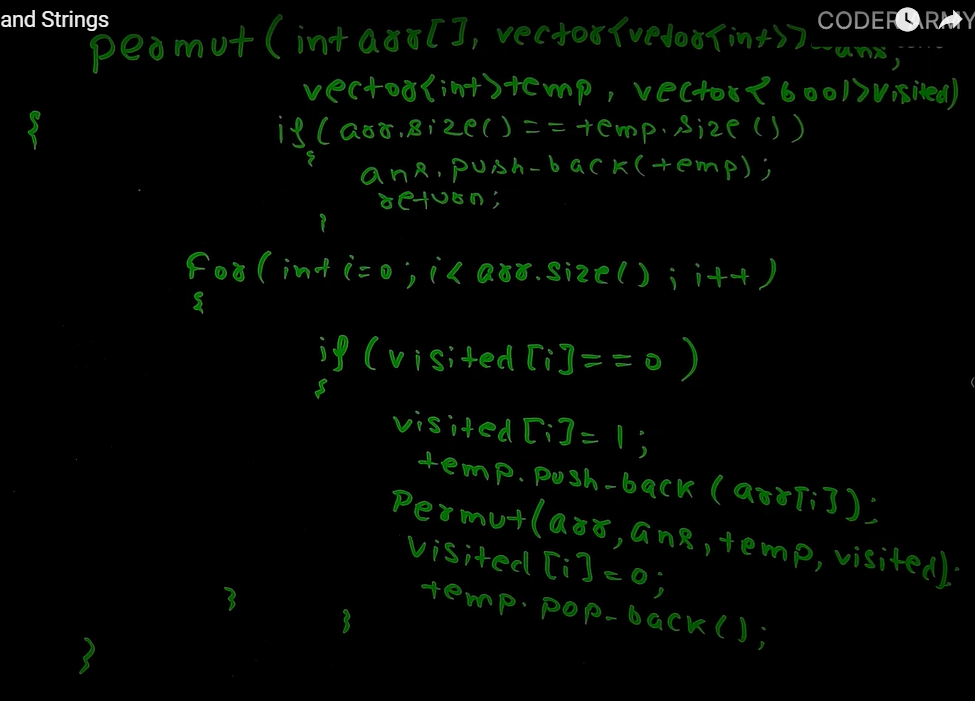 and Strings
CODER ARMY
permut ( int arr[], vector<vector<int>> ans,
vector<int>temp, vector<bool>visited)
{
if ( arr.size() == temp.size () )
{
ans.push-back(temp);
return;
}
for ( int i=0 ; i< arr.size() ; i++ )
{
if ( visited [i]==0 )
{
visited [i]= 1 ;
temp.push-back ( arr[i]);
Permut(arr, ans, temp, visited);
visited [i]=0;
temp.pop-back();
}
}
}